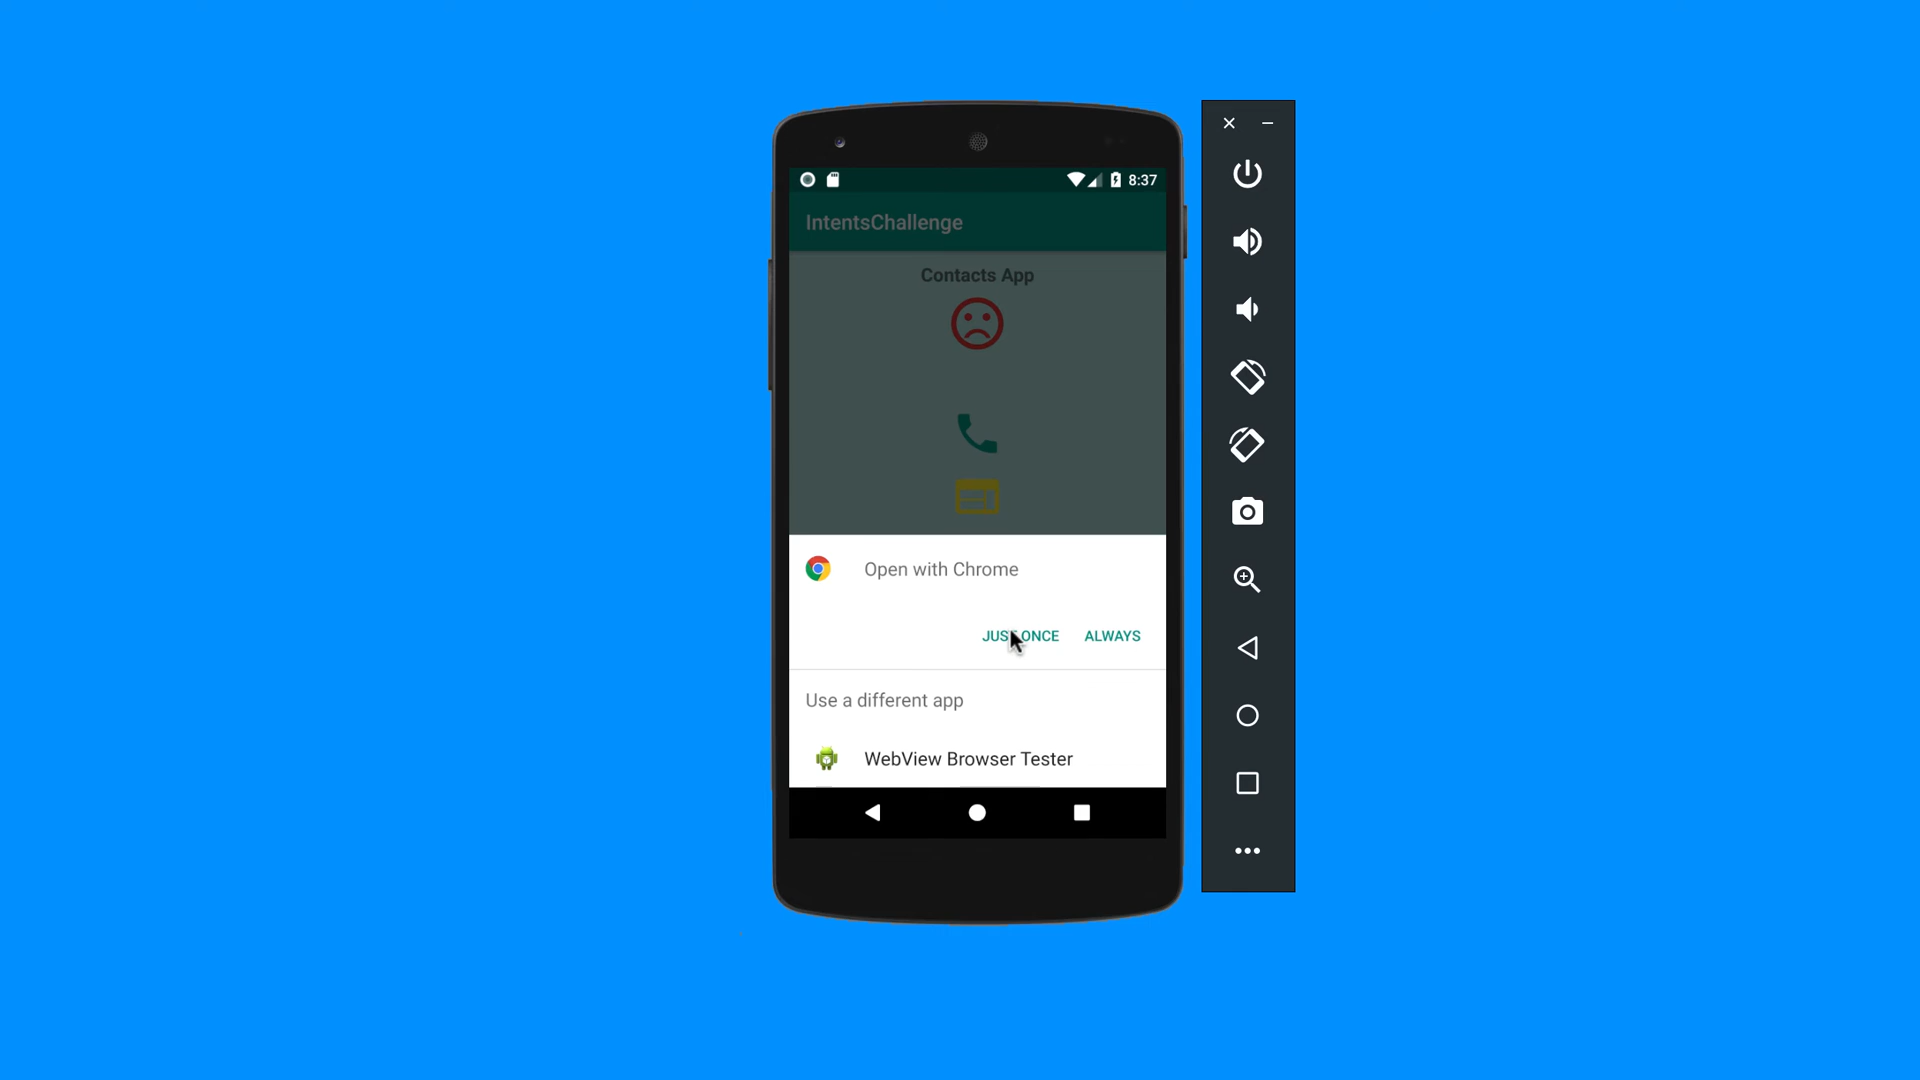 8:37
IntentsChallenge
Contacts App
Open with Chrome
JUST ONCE ALWAYS
Use a different app
WebView Browser Tester